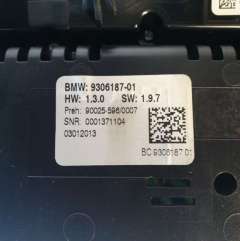 BMW: 9306187-01
HW: 1.3.0 SW: 1.9.7
Preh: 90025-596/0007
SNR: 0001371104
03012013
BC 9306187 01